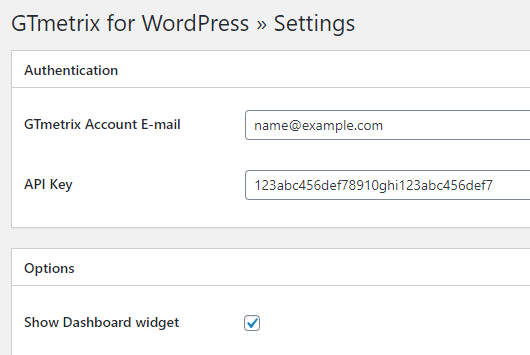 GTmetrix for WordPress » Settings
Authentication
GTmetrix Account E-mail name@example.com
API Key 123abc456def78910ghi123abc456def7
Options
Show Dashboard widget